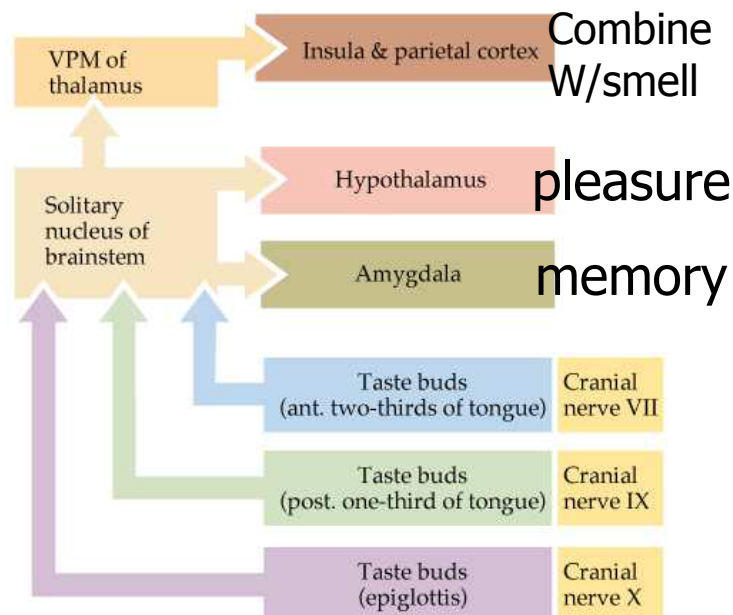 VPM of
thalamus
Insula & parietal cortex
Combine
W/smell
Solitary
nucleus of
brainstem
Hypothalamus
pleasure
Amygdala
memory
Taste buds
(ant. two-thirds of tongue)
Cranial
nerve VII
Taste buds
(post. one-third of tongue)
Cranial
nerve IX
Taste buds
(epiglottis)
Cranial
nerve X